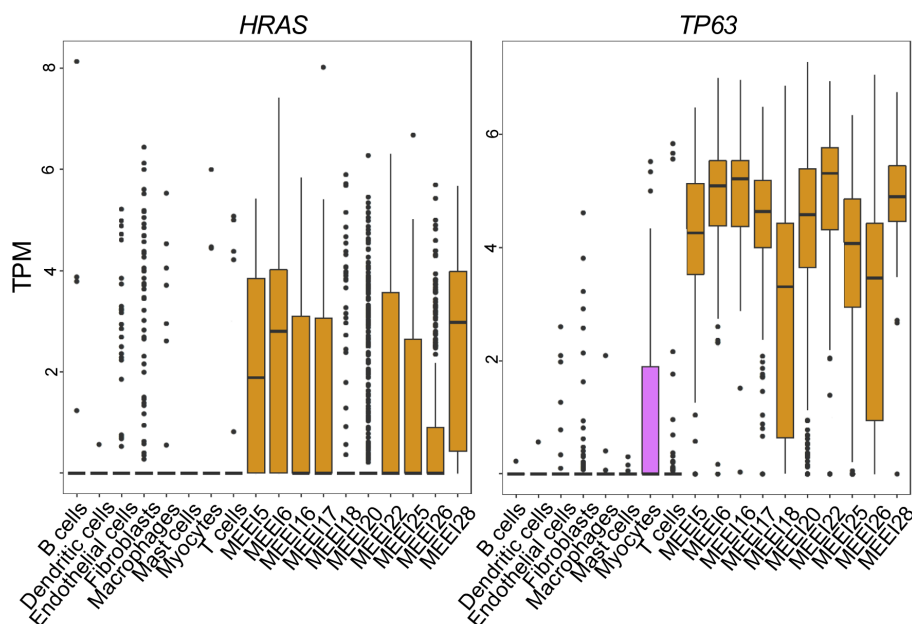 HRAS
TP63
TPM
8
6
4
2
6
4
2
B cells
Dendritic cells
Endothelial cells
Fibroblasts
Macrophages
Mast cells
Myocytes
T cells
MEEI5
MEEI6
MEEI16
MEEI17
MEEI18
MEEI20
MEEI22
MEEI25
MEEI26
MEEI28
B cells
Dendritic cells
Endothelial cells
Fibroblasts
Macrophages
Mast cells
Myocytes
T cells
MEEI5
MEEI6
MEEI16
MEEI17
MEEI18
MEEI20
MEEI22
MEEI25
MEEI26
MEEI28